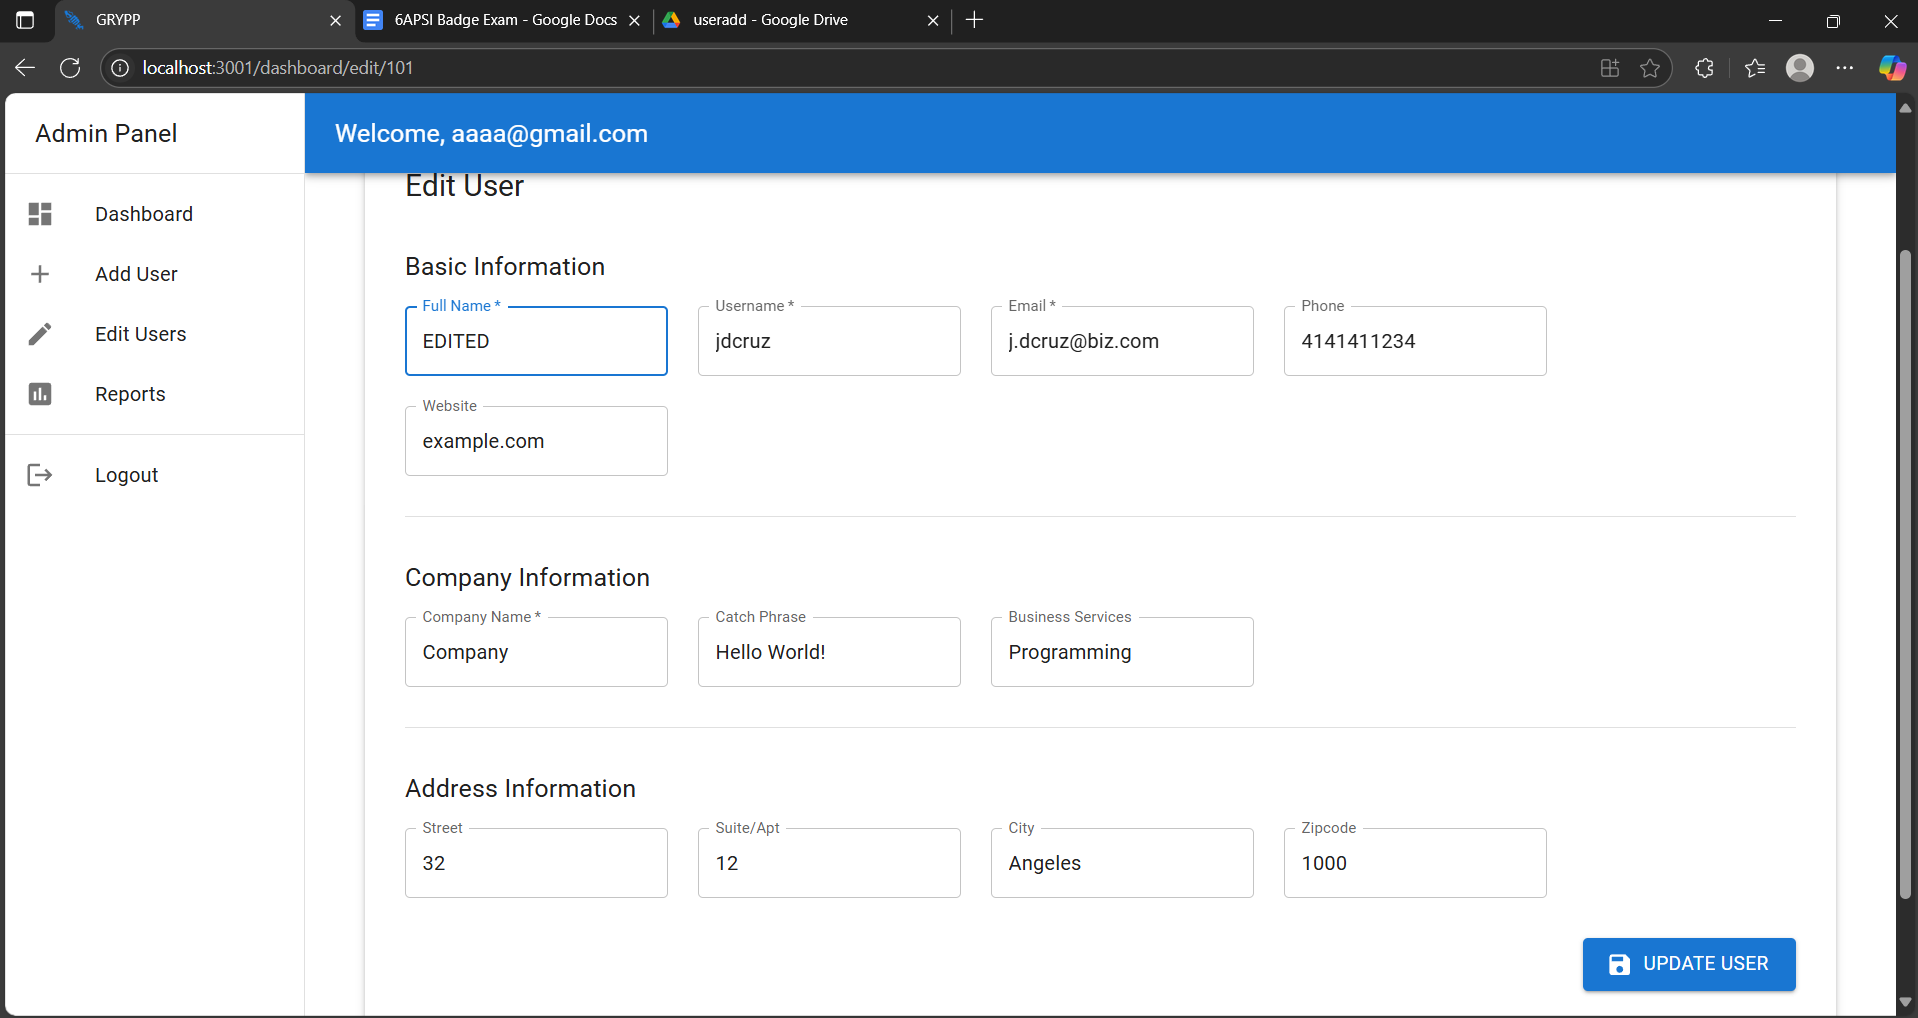 GRYPP
6APSI Badge Exam - Google Docs
useradd - Google Drive
localhost:3001/dashboard/edit/101
Admin Panel
Welcome, aaaa@gmail.com
Dashboard
Add User
Edit Users
Reports
Logout
Edit User
Basic Information
Full Name *
EDITED
Username *
jdcruz
Email *
j.dcruz@biz.com
Phone
4141411234
Website
example.com
Company Information
Company Name *
Company
Catch Phrase
Hello World!
Business Services
Programming
Address Information
Street
32
Suite/Apt
12
City
Angeles
Zipcode
1000
UPDATE USER